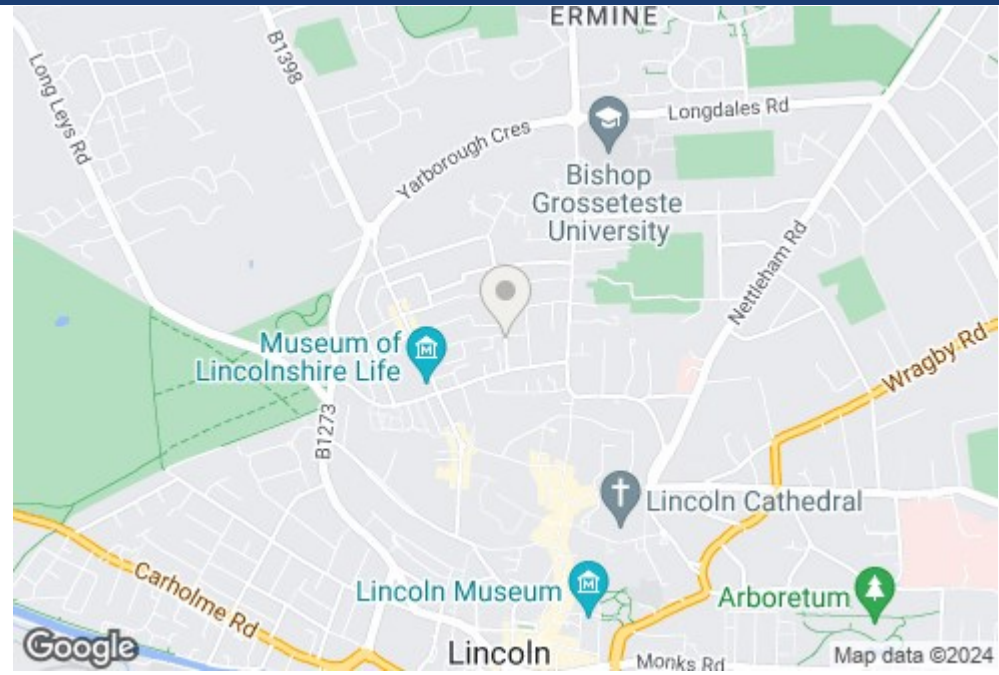 ERMINE
B1398
Long Leys Rd
Longdales Rd
Yarborough Cres
Bishop
Grosseteste
University
Nettleham Rd
Museum of
Lincolnshire Life
Wragby Rd
B1273
Lincoln Cathedral
Carholme Rd
Lincoln Museum
Arboretum
Lincoln
Monks Rd
Google
Map data ©2024